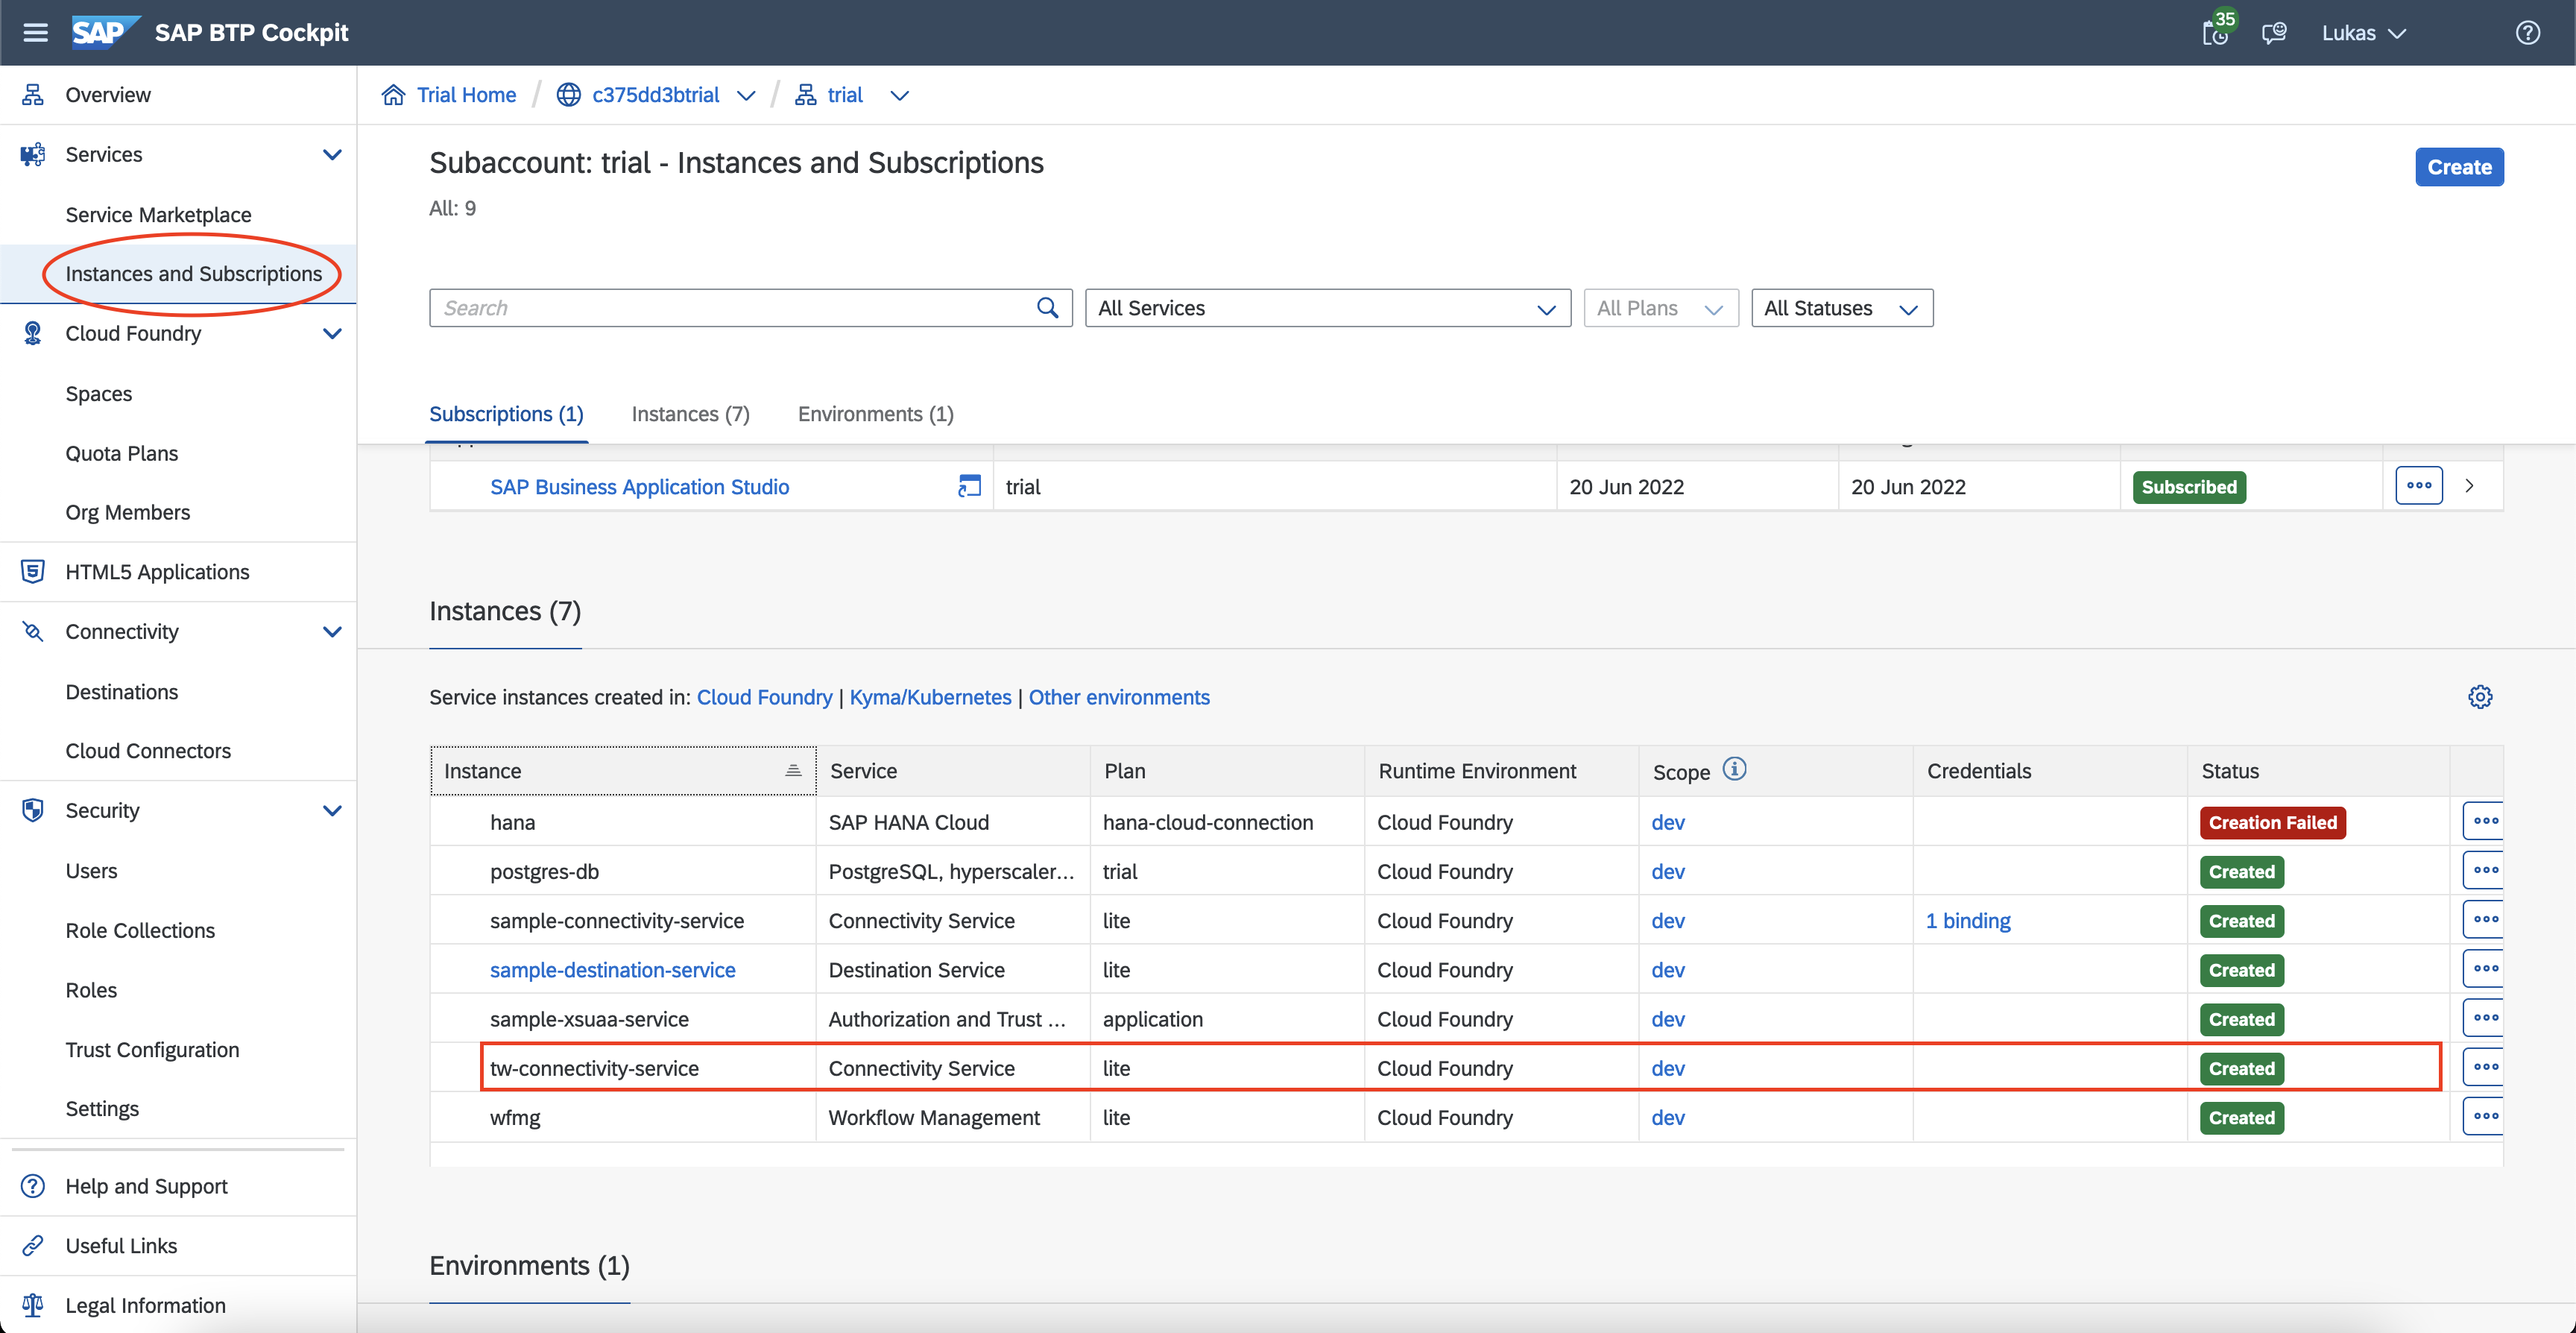 SAP SAP BTP Cockpit 35 Lukas
Overview
Services
Service Marketplace
Instances and Subscriptions
Cloud Foundry
Spaces
Quota Plans
Org Members
HTML5 Applications
Connectivity
Destinations
Cloud Connectors
Security
Users
Role Collections
Roles
Trust Configuration
Settings
Help and Support
Useful Links
Legal Information
Trial Home / c375dd3btrial / trial
Subaccount: trial - Instances and Subscriptions
Create
All: 9
Search All Services All Plans All Statuses
Subscriptions (1) Instances (7) Environments (1)
SAP Business Application Studio trial 20 Jun 2022 20 Jun 2022 Subscribed
Instances (7)
Service instances created in: Cloud Foundry | Kyma/Kubernetes | Other environments
Instance Service Plan Runtime Environment Scope Credentials Status
hana SAP HANA Cloud hana-cloud-connection Cloud Foundry dev Creation Failed
postgres-db PostgreSQL, hyperscaler... trial Cloud Foundry dev Created
sample-connectivity-service Connectivity Service lite Cloud Foundry dev 1 binding Created
sample-destination-service Destination Service lite Cloud Foundry dev Created
sample-xsuaa-service Authorization and Trust ... application Cloud Foundry dev Created
tw-connectivity-service Connectivity Service lite Cloud Foundry dev Created
wfmg Workflow Management lite Cloud Foundry dev Created
Environments (1)